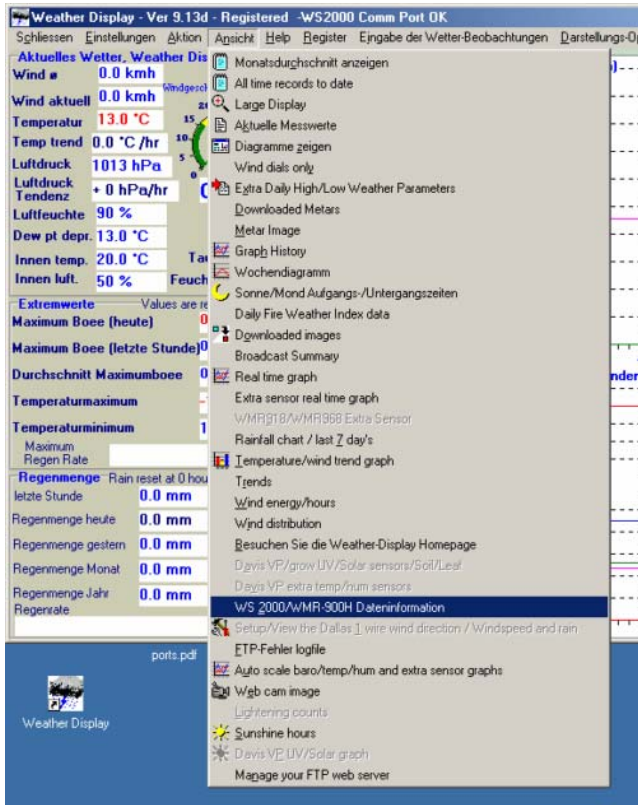 Weather Display - Ver 9.13d - Registered -WS2000 Comm Port OK
Schliessen Einstellungen Aktion Ansicht Help Register Eingabe der Wetter-Beobachtungen
Aktuelles Wetter, Weather Dis
Wind ø 0.0 kmh
Wind aktuell 0.0 kmh
Temperatur 13.0 °C
Temp trend 0.0 °C /hr
Luftdruck 1013 hPa
Luftdruck Tendenz + 0 hPa/hr
Luftfeuchte 90 %
Dew pt depr. 13.0 °C
Innen temp. 20.0 °C
Innen luft. 50 % Feuch
Extremwerte Values are re
Maximum Boee (heute)
Maximum Boee (letzte Stunde)
Durchschnitt Maximumboee
Temperaturmaximum
Temperaturminimum
Maximum
Regen Rate
Regenmenge Rain reset at 0 hou
letzte Stunde 0.0 mm
Regenmenge heute 0.0 mm
Regenmenge gestern 0.0 mm
Regenmenge Monat 0.0 mm
Regenmenge Jahr 0.0 mm
Regenrate
Monatsdurchschnitt anzeigen
All time records to date
Large Display
Aktuelle Messwerte
Diagramme zeigen
Wind dials only
Extra Daily High/Low Weather Parameters
Downloaded Metars
Metar Image
Graph History
Wochendiagramm
Sonne/Mond Aufgangs-/Untergangszeiten
Daily Fire Weather Index data
Downloaded images
Broadcast Summary
Real time graph
Extra sensor real time graph
WMR918/WMR968 Extra Sensor
Rainfall chart / last 7 day's
Temperature/wind trend graph
Trends
Wind energy/hours
Wind distribution
Besuchen Sie die Weather-Display Homepage
Davis VP/grow UV/Solar sensors/Soil/Leaf
Davis VP extra temp/hum sensors
WS 2000/WMR-900H Dateninformation
Setup/View the Dallas 1 wire wind direction / Windspeed and rain
FTP-Fehler logfile
Auto scale baro/temp/hum and extra sensor graphs
Web cam image
Lightening counts
Sunshine hours
Davis VP UV/Solar graph
Manage your FTP web server
ports.pdf
Weather Display